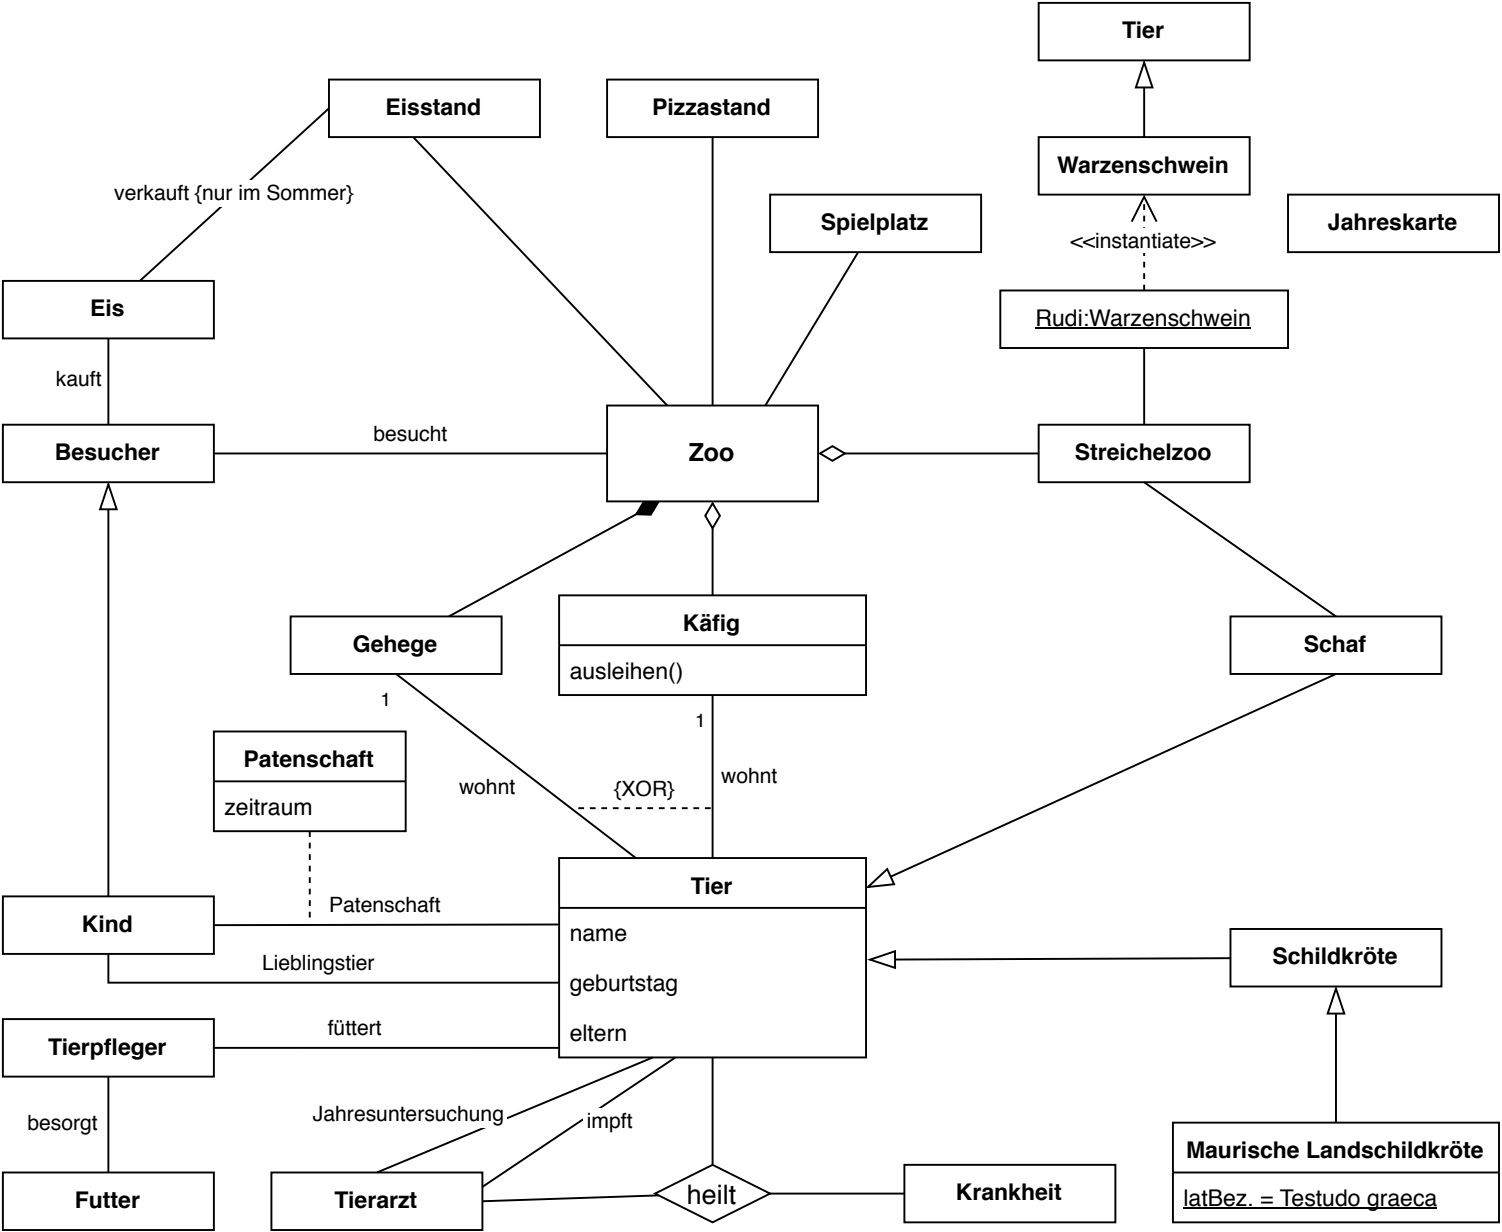 Tier
Eisstand
Pizzastand
Warzenschwein
verkauft {nur im Sommer}
Spielplatz
Jahreskarte
<<instantiate>>
Eis
Rudi:Warzenschwein
kauft
besucht
Besucher
Zoo
Streichelzoo
Käfig
Gehege
Schaf
ausleihen()
1
1
Patenschaft
wohnt
wohnt
{XOR}
zeitraum
Tier
Patenschaft
Kind
name
Lieblingstier
Schildkröte
geburtstag
füttert
eltern
Tierpfleger
Jahresuntersuchung
impft
besorgt
Maurische Landschildkröte
Futter
Tierarzt
heilt
Krankheit
latBez. = Testudo graeca